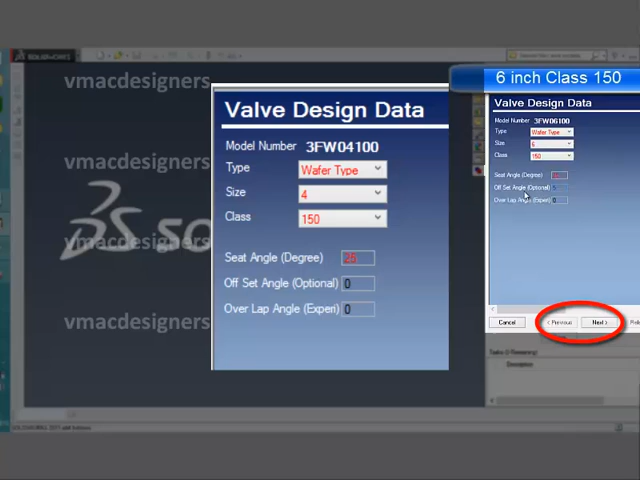 vmacdesigners
vmacdesigners
vmacdesigners
vmacdesigners
Valve Design Data
Model Number 3FW04100
Type Wafer Type
Size 4
Class 150
Seat Angle (Degree) 25
Off Set Angle (Optional) 0
Over Lap Angle (Experi) 0
6 inch Class 150
Valve Design Data
Model Number 3FW06100
Type Wafer Type
Size 6
Class 150
Seat Angle (Degree)
Off Set Angle (Optional)
Over Lap Angle (Experi) 0
Cancel < Previous Next >
Description